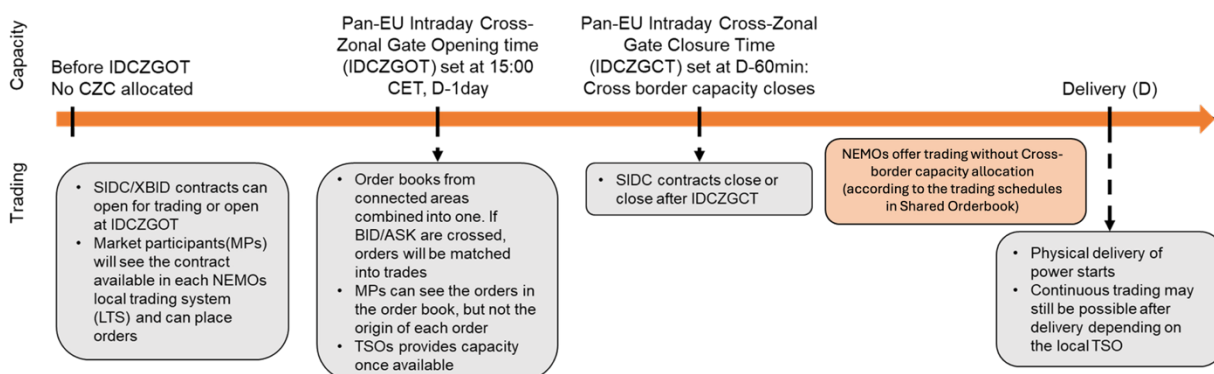 Capacity
Before IDCZGOT
No CZC allocated
Pan-EU Intraday Cross-
Zonal Gate Opening time
(IDCZGOT) set at 15:00
CET, D-1day
Pan-EU Intraday Cross-Zonal
Gate Closure Time
(IDCZGCT) set at D-60min:
Cross border capacity closes
Delivery (D)
Trading
• SIDC/XBID contracts can
open for trading or open
at IDCZGOT
• Market participants(MPs)
will see the contract
available in each NEMOs
local trading system
(LTS) and can place
orders
• Order books from
connected areas
combined into one. If
BID/ASK are crossed,
orders will be matched
into trades
• MPs can see the orders in
the order book, but not the
origin of each order
• TSOs provides capacity
once available
• SIDC contracts close or
close after IDCZGCT
NEMOs offer trading without Cross-
border capacity allocation
(according to the trading schedules
in Shared Orderbook)
• Physical delivery of
power starts
• Continuous trading may
still be possible after
delivery depending on
the local TSO